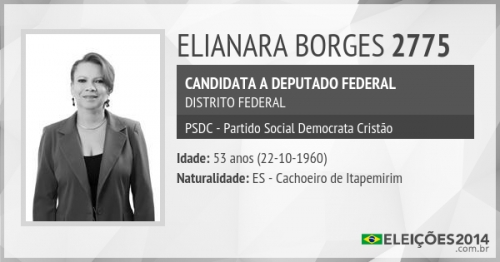 ELIANARA BORGES 2775
CANDIDATA A DEPUTADO FEDERAL
DISTRITO FEDERAL
PSDC - Partido Social Democrata Cristão
Idade: 53 anos (22-10-1960)
Naturalidade: ES - Cachoeiro de Itapemirim
ELEIÇÕES2014
.com.br